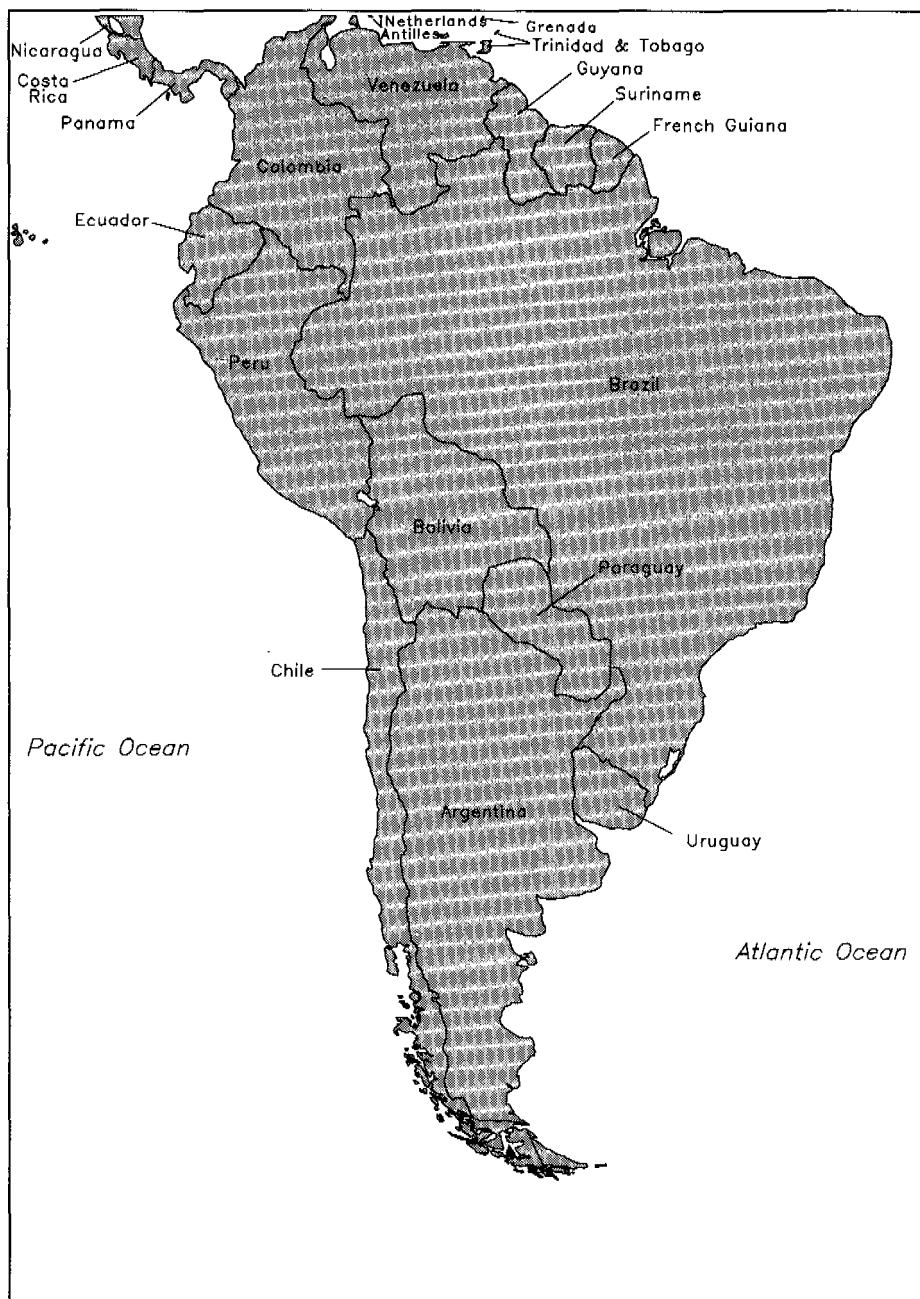 Netherlands
Antilles
Grenada
Trinidad & Tobago
Nicaragua
Costa
Rica
Panama
Venezuela
Guyana
Suriname
French Guiana
Colombia
Ecuador
Peru
Brazil
Bolivia
Paraguay
Chile
Pacific Ocean
Argentina
Uruguay
Atlantic Ocean